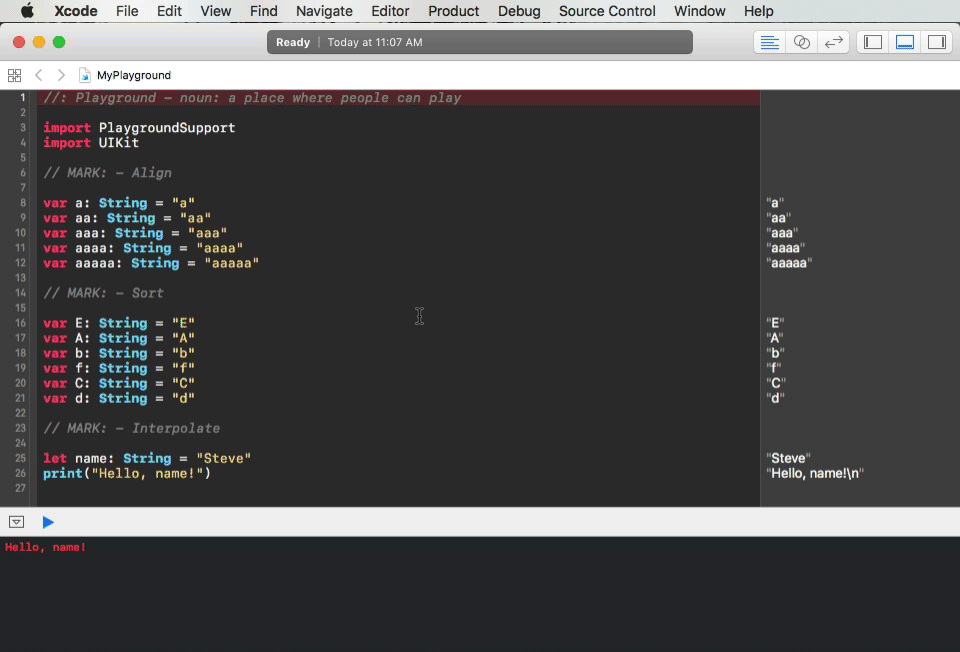 Xcode File Edit View Find Navigate Editor Product Debug Source Control Window Help
Ready | Today at 11:07 AM
MyPlayground
1 //: Playground – noun: a place where people can play
2
3 import PlaygroundSupport
4 import UIKit
5
6 // MARK: – Align
7
8 var a: String = "a" "a"
9 var aa: String = "aa" "aa"
10 var aaa: String = "aaa" "aaa"
11 var aaaa: String = "aaaa" "aaaa"
12 var aaaaa: String = "aaaaa" "aaaaa"
13
14 // MARK: – Sort
15
16 var E: String = "E" "E"
17 var A: String = "A" "A"
18 var b: String = "b" "b"
19 var f: String = "f" "f"
20 var C: String = "C" "C"
21 var d: String = "d" "d"
22
23 // MARK: – Interpolate
24
25 let name: String = "Steve" "Steve"
26 print("Hello, name!") "Hello, name!\n"
27
Hello, name!